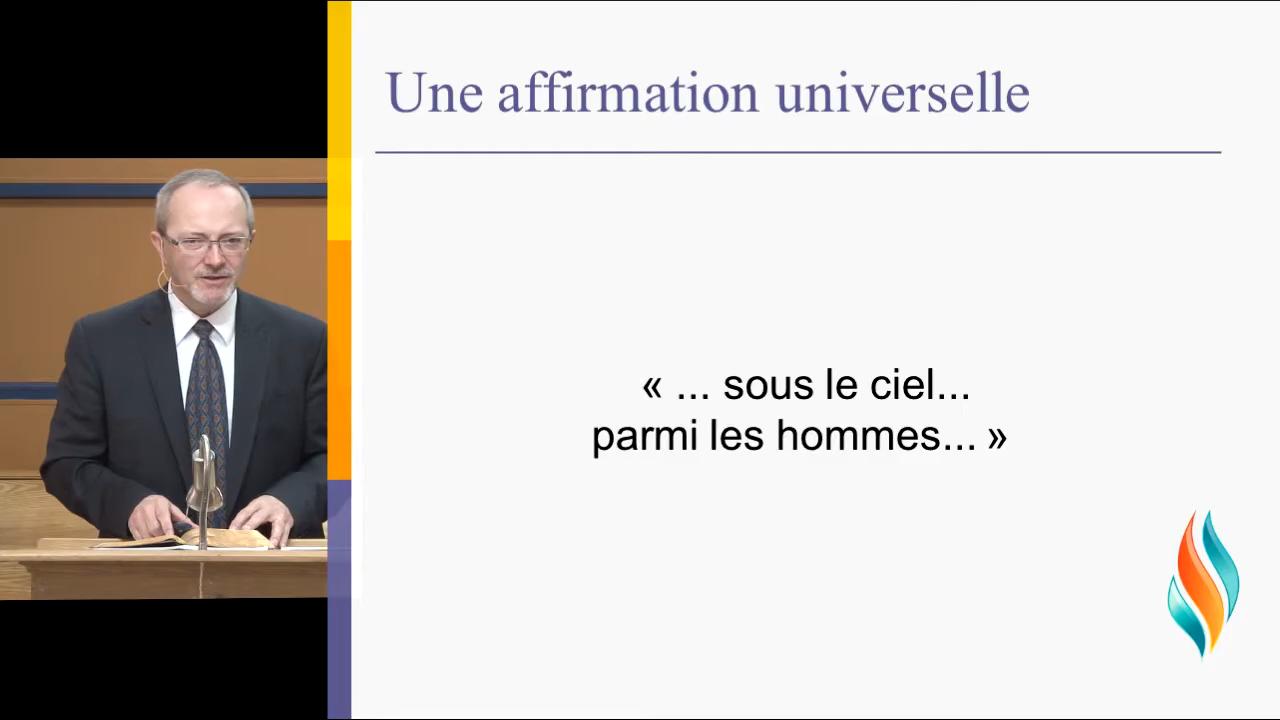 Une affirmation universelle
« ... sous le ciel...
parmi les hommes... »